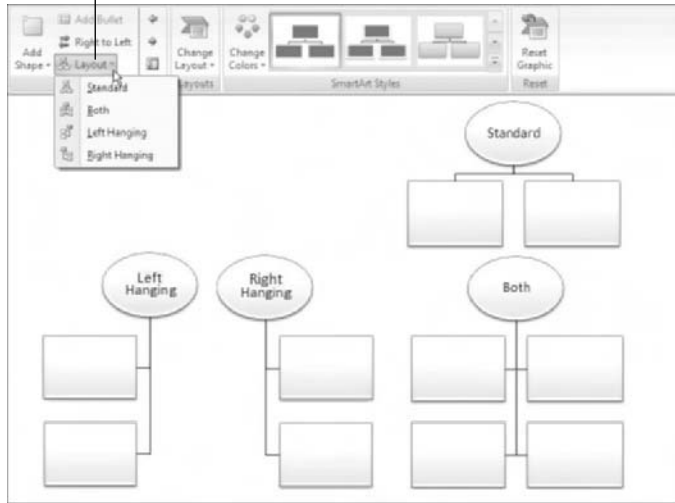 Add Bullet
Right to Left
Add
Shape
Layout
Change
Layout
Change
Colors
Reset
Graphic
Layouts
SmartArt Styles
Reset
Standard
Both
Left Hanging
Right Hanging
Standard
Left
Hanging
Right
Hanging
Both